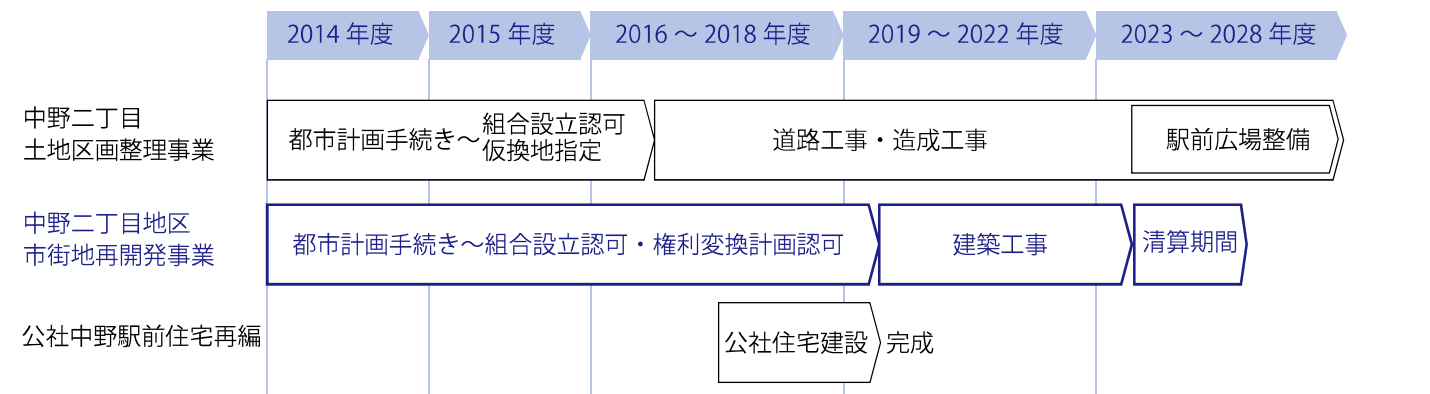 2014 年度
2015 年度
2016 ～ 2018 年度
2019 ～ 2022 年度
2023 ～ 2028 年度
中野二丁目
土地区画整理事業
都市計画手続き～
組合設立認可
仮換地指定
道路工事・造成工事
駅前広場整備
中野二丁目地区
市街地再開発事業
都市計画手続き～組合設立認可・権利変換計画認可
建築工事
清算期間
公社中野駅前住宅再編
公社住宅建設
完成